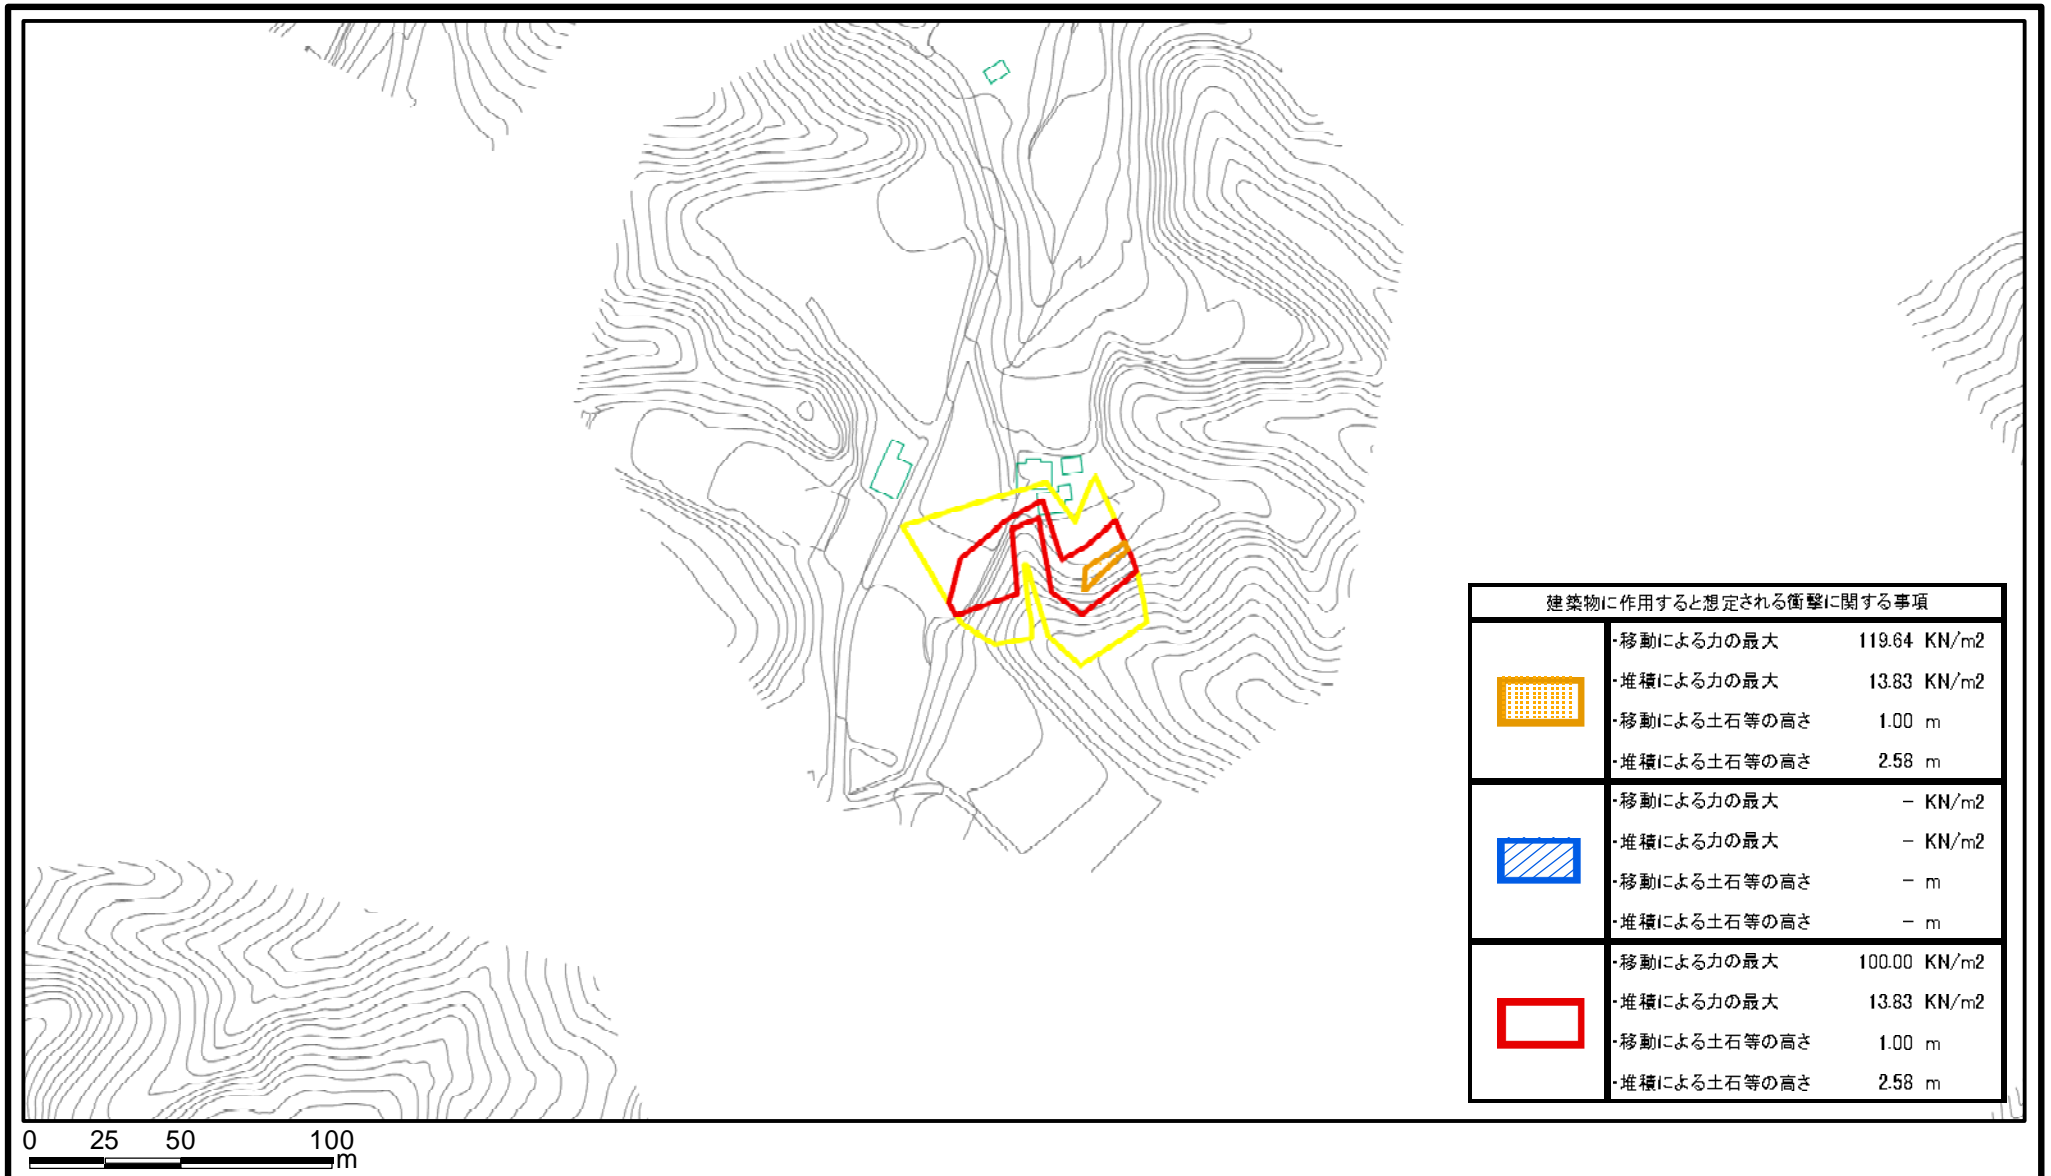 建築物に作用すると想定される衝撃に関する事項
・移動による力の最大 119.64 KN/m2
・堆積による力の最大 13.83 KN/m2
・移動による土石等の高さ 1.00 m
・堆積による土石等の高さ 2.58 m
・移動による力の最大 － KN/m2
・堆積による力の最大 － KN/m2
・移動による土石等の高さ － m
・堆積による土石等の高さ － m
・移動による力の最大 100.00 KN/m2
・堆積による力の最大 13.83 KN/m2
・移動による土石等の高さ 1.00 m
・堆積による土石等の高さ 2.58 m
0 25 50 100
m